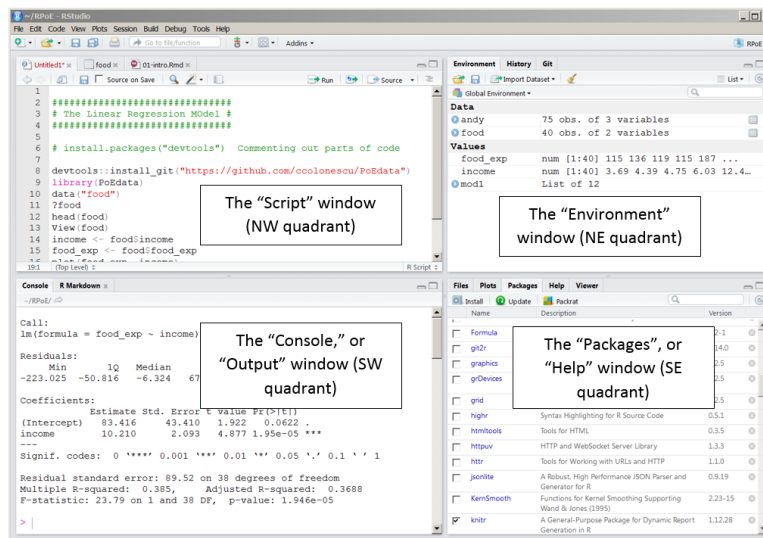 ~/RPoE - RStudio
File Edit Code View Plots Session Build Debug Tools Help
Go to file/function Addins RPoE
Untitled1* food 01-intro.Rmd
Source on Save Run Source
1
2 ###############################
3 # The Linear Regression MOdel #
4 ###############################
5
6 # install.packages("devtools") Commenting out parts of code
7
8 devtools::install_git("https://github.com/ccolonescu/PoEdata")
9 library(PoEdata)
10 data("food")
11 ?food
12 head(food)
13 View(food)
14 income <- food$income
15 food_exp <- food$food_exp
16 plot(food_exp, income)
19:1 (Top Level) R Script
The “Script” window
(NW quadrant)
Environment History Git
Import Dataset List
Global Environment
Data
andy 75 obs. of 3 variables
food 40 obs. of 2 variables
Values
food_exp num [1:40] 115 136 119 115 187 ...
income num [1:40] 3.69 4.39 4.75 6.03 12.4…
mod1 List of 12
The “Environment”
window (NE quadrant)
Console R Markdown
~/RPoE/
Call:
lm(formula = food_exp ~ income)
Residuals:
Min 1Q Median
-223.025 -50.816 -6.324 67
Coefficients:
Estimate Std. Error t value Pr(>|t|)
(Intercept) 83.416 43.410 1.922 0.0622 .
income 10.210 2.093 4.877 1.95e-05 ***
---
Signif. codes: 0 ‘***’ 0.001 ‘**’ 0.01 ‘*’ 0.05 ‘.’ 0.1 ‘ ’ 1
Residual standard error: 89.52 on 38 degrees of freedom
Multiple R-squared: 0.385, Adjusted R-squared: 0.3688
F-statistic: 23.79 on 1 and 38 DF, p-value: 1.946e-05
>
The “Console,” or
“Output” window (SW
quadrant)
Files Plots Packages Help Viewer
Install Update Packrat
Name Description Version
Formula 2-1
git2r 14.0
graphics 2.5
grDevices 2.5
grid 2.5
highr Syntax Highlighting for R Source Code 0.5.1
htmltools Tools for HTML 0.3.5
httpuv HTTP and WebSocket Server Library 1.3.3
httr Tools for Working with URLs and HTTP 1.1.0
jsonlite A Robust, High Performance JSON Parser and Generator for R 0.9.19
KernSmooth Functions for Kernel Smoothing Supporting Wand & Jones (1995) 2.23-15
knitr A General-Purpose Package for Dynamic Report Generation in R 1.12.28
The “Packages”, or
“Help” window (SE
quadrant)